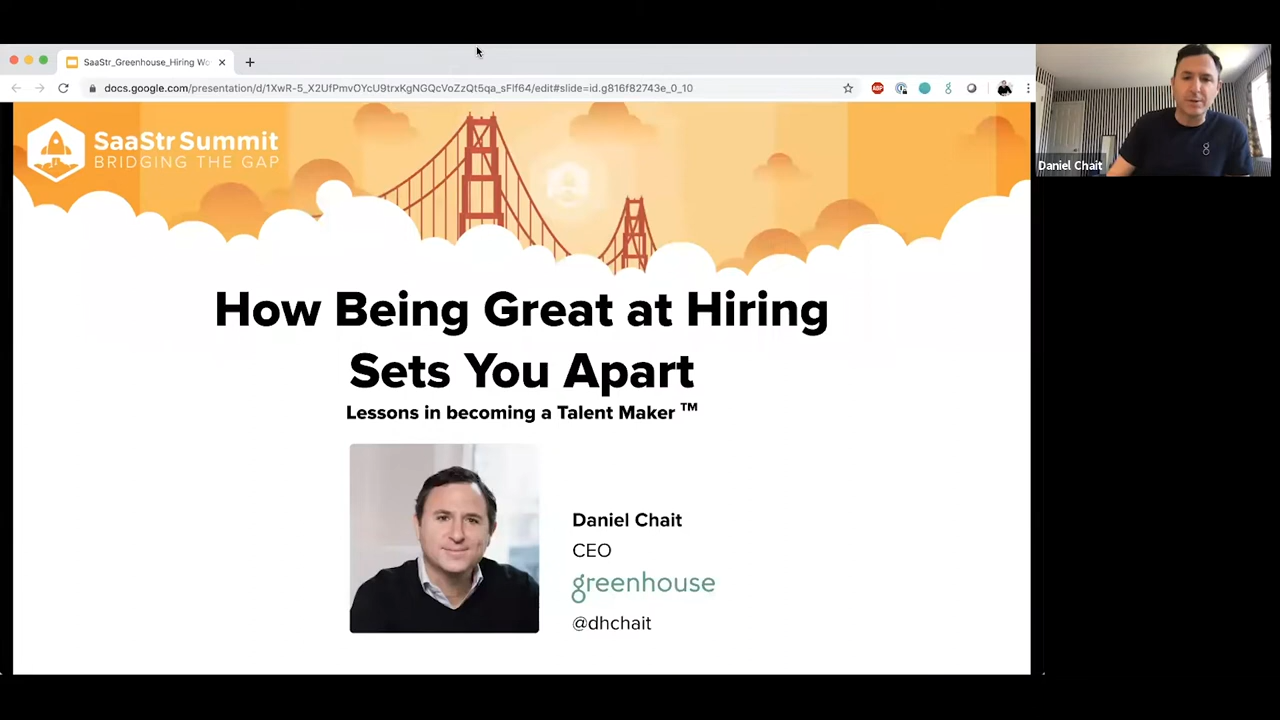 SaaStr_Greenhouse_Hiring Wo
docs.google.com/presentation/d/1XwR-5_X2UfPmvOYcU9trxKgNGQcVoZzQt5qa_sFlf64/edit#slide=id.g816f82743e_0_10
ABP
Daniel Chait
SaaStr Summit
BRIDGING THE GAP
How Being Great at Hiring
Sets You Apart
Lessons in becoming a Talent Maker ™
Daniel Chait
CEO
greenhouse
@dhchait